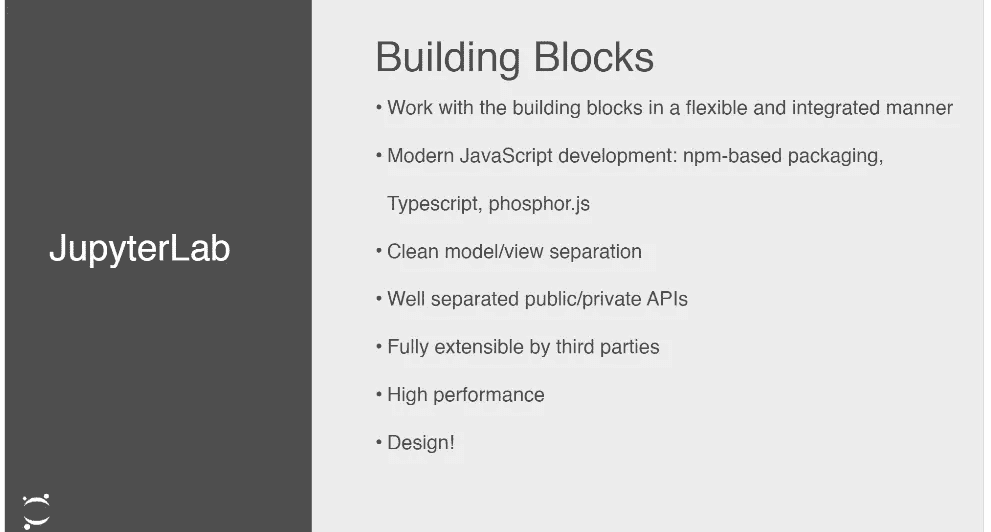 JupyterLab
Building Blocks
• Work with the building blocks in a flexible and integrated manner
• Modern JavaScript development: npm-based packaging,
Typescript, phosphor.js
• Clean model/view separation
• Well separated public/private APIs
• Fully extensible by third parties
• High performance
• Design!